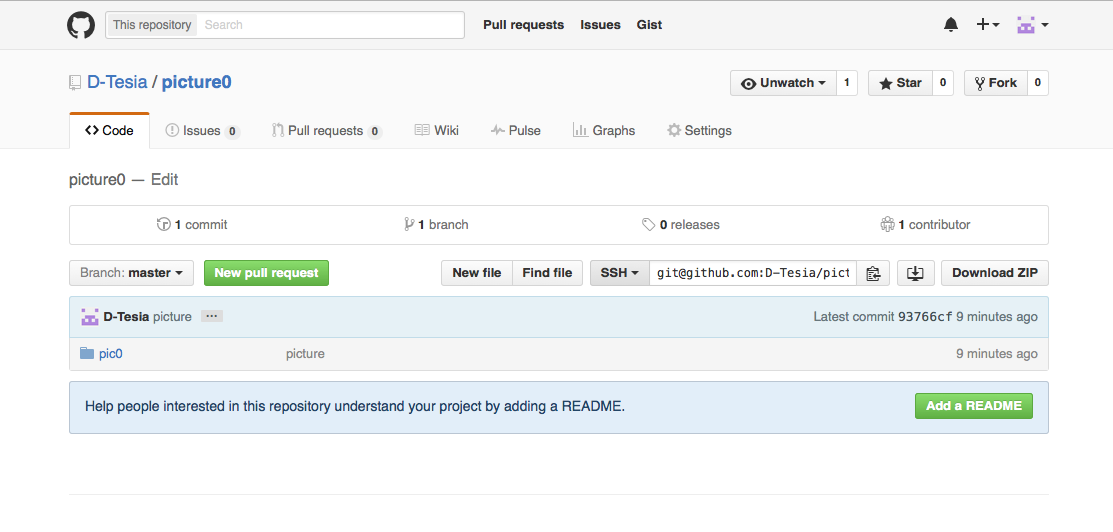 This repository Search Pull requests Issues Gist
D-Tesia / picture0 Unwatch 1 Star 0 Fork 0
Code Issues 0 Pull requests 0 Wiki Pulse Graphs Settings
picture0 — Edit
1 commit 1 branch 0 releases 1 contributor
Branch: master New pull request New file Find file SSH git@github.com:D-Tesia/pict Download ZIP
D-Tesia picture ... Latest commit 93766cf 9 minutes ago
pic0 picture 9 minutes ago
Help people interested in this repository understand your project by adding a README. Add a README